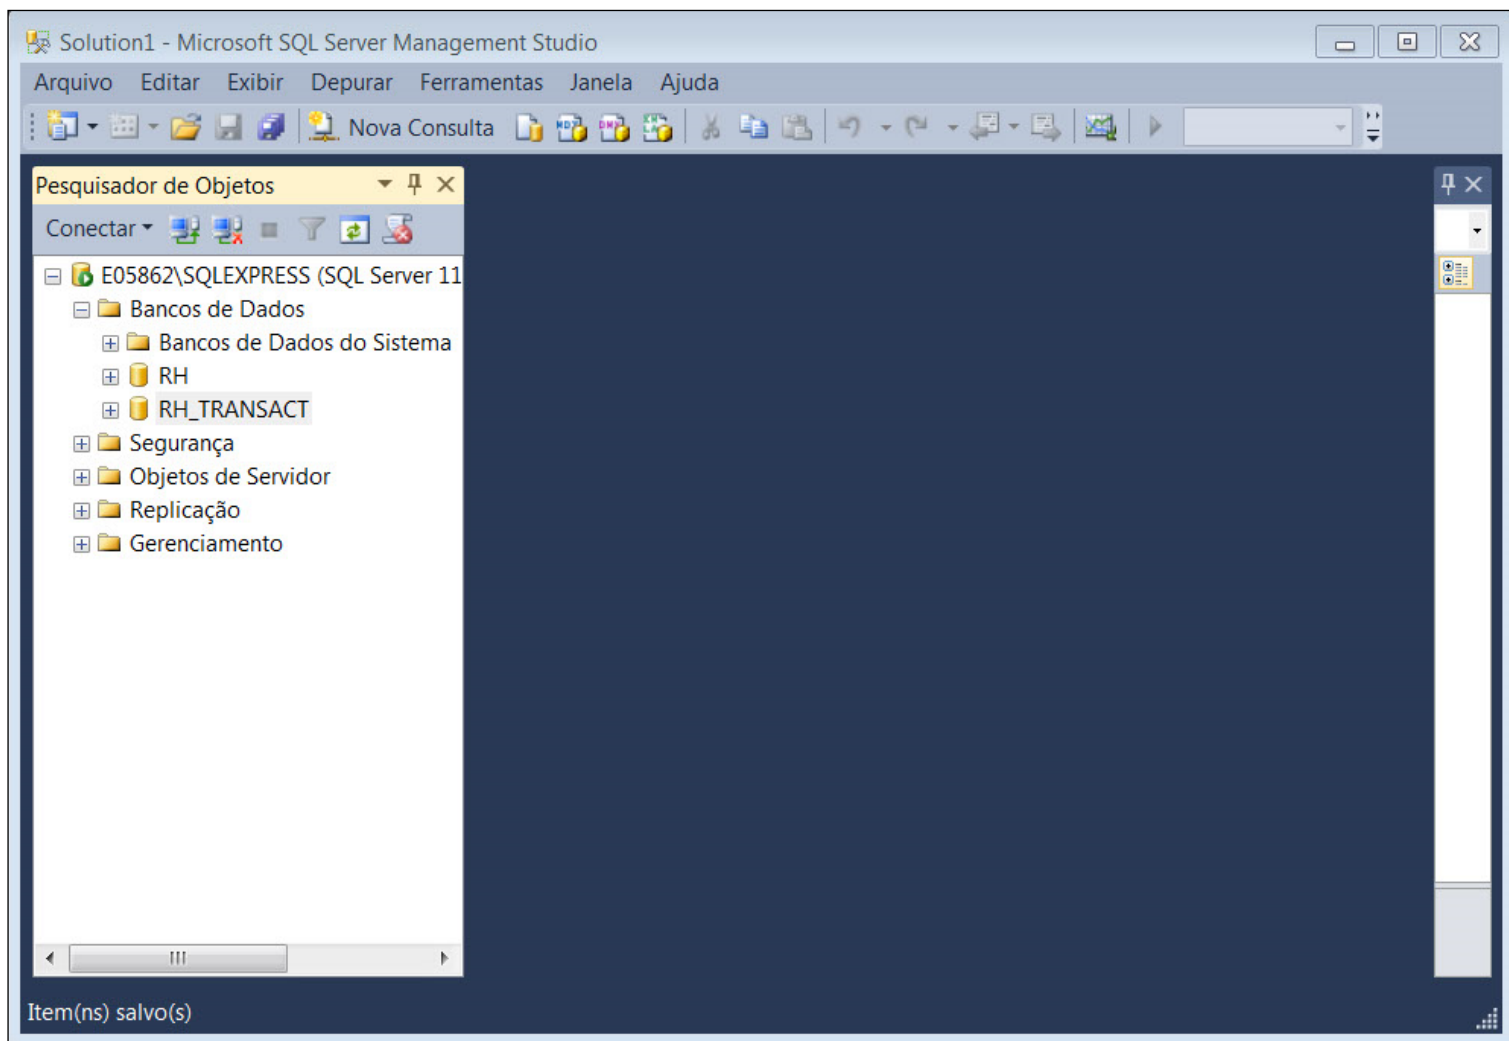 Solution1 - Microsoft SQL Server Management Studio
Arquivo Editar Exibir Depurar Ferramentas Janela Ajuda
Nova Consulta
Pesquisador de Objetos
Conectar
E05862\SQLEXPRESS (SQL Server 11
Bancos de Dados
Bancos de Dados do Sistema
RH
RH_TRANSACT
Segurança
Objetos de Servidor
Replicação
Gerenciamento
Item(ns) salvo(s)